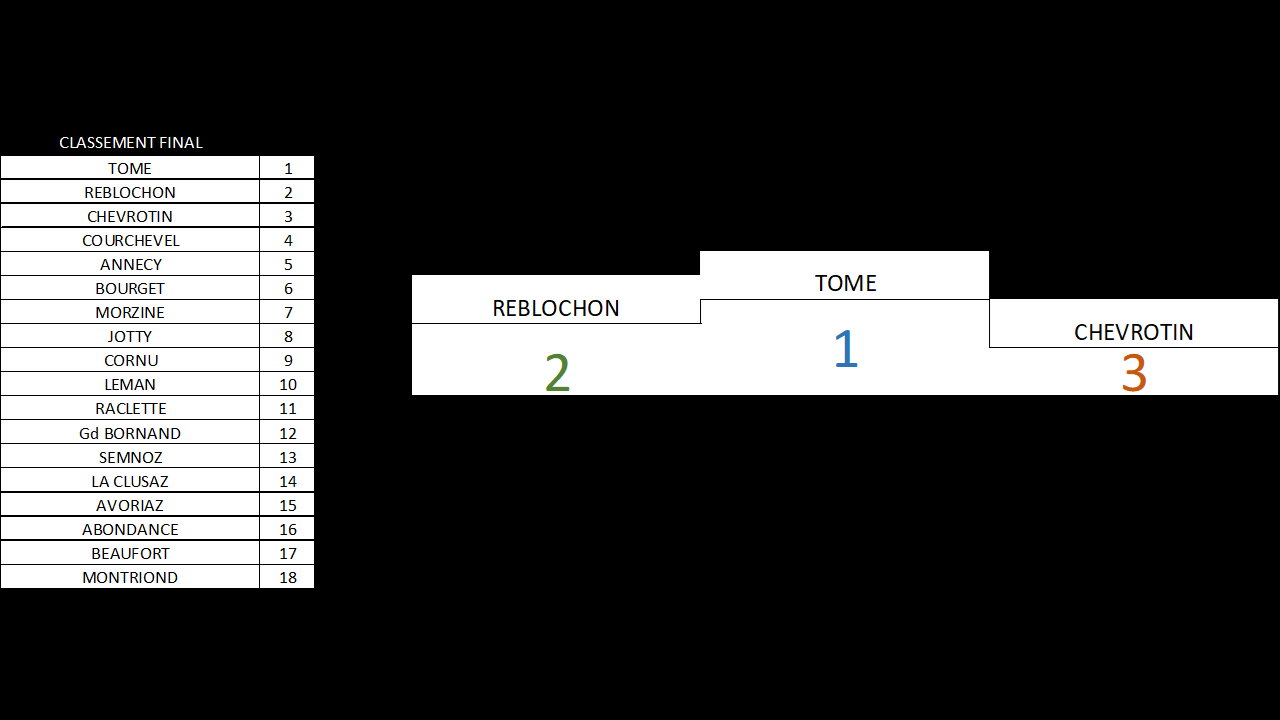 CLASSEMENT FINAL
TOME 1
REBLOCHON 2
CHEVROTIN 3
COURCHEVEL 4
ANNECY 5
BOURGET 6
MORZINE 7
JOTTY 8
CORNU 9
LEMAN 10
RACLETTE 11
Gd BORNAND 12
SEMNOZ 13
LA CLUSAZ 14
AVORIAZ 15
ABONDANCE 16
BEAUFORT 17
MONTRIOND 18
TOME
REBLOCHON
CHEVROTIN
1
2
3